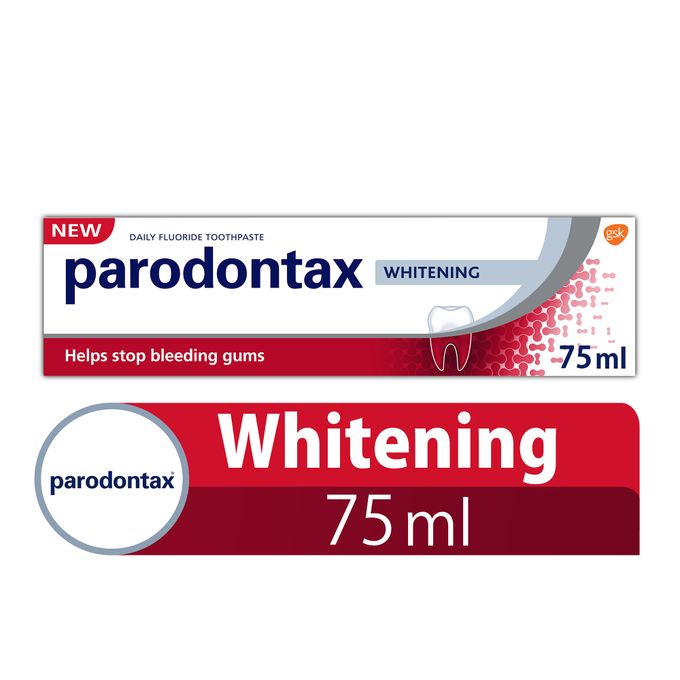 NEW
DAILY FLUORIDE TOOTHPASTE
parodontax WHITENING
gsk
Helps stop bleeding gums
75 ml
Whitening
parodontax®
75 ml